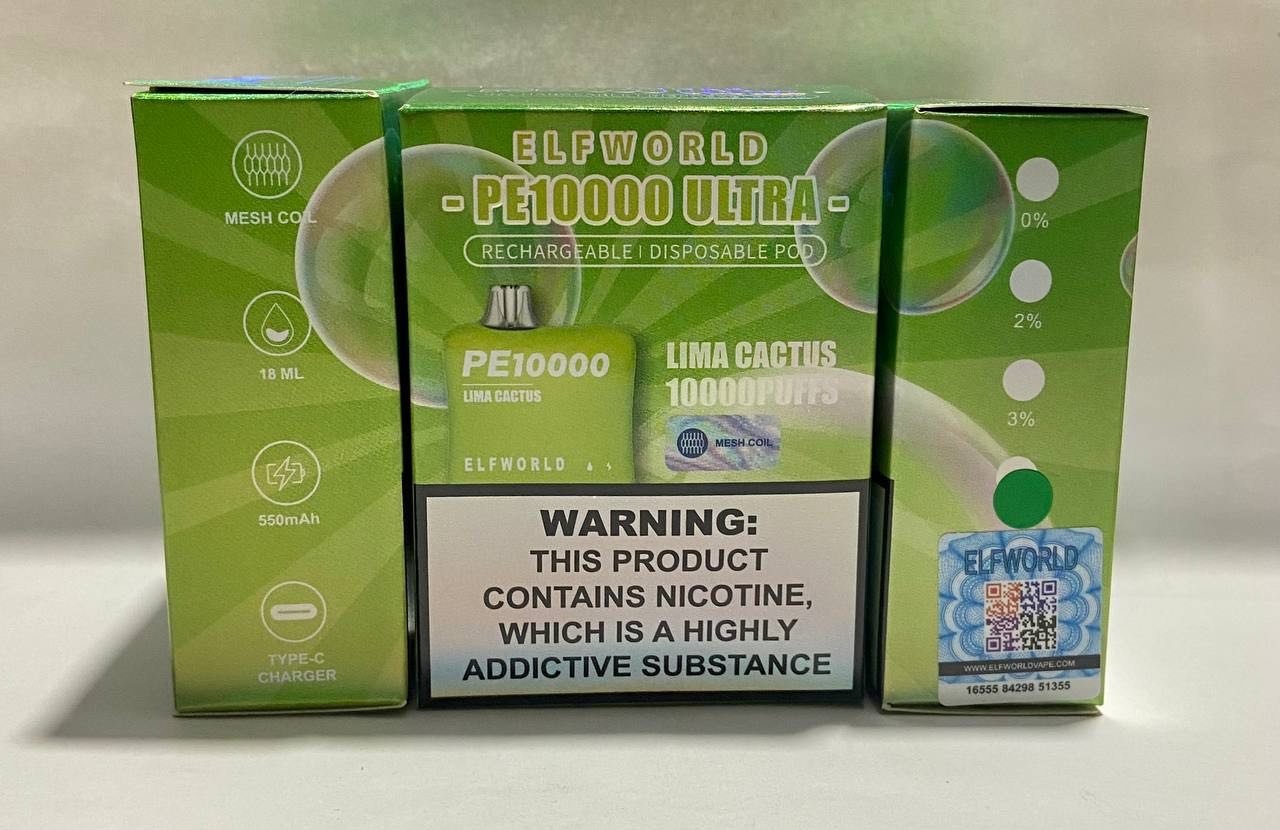 MESH COIL
18 ML
550mAh
TYPE-C
CHARGER
ELFWORLD
- PE10000 ULTRA -
RECHARGEABLE | DISPOSABLE POD
PE10000
LIMA CACTUS
ELFWORLD
LIMA CACTUS
10000PUFFS
MESH COIL
WARNING:
THIS PRODUCT
CONTAINS NICOTINE,
WHICH IS A HIGHLY
ADDICTIVE SUBSTANCE
0%
2%
3%
ELFWORLD
WWW.ELFWORLDVAPE.COM
16555 84298 51355